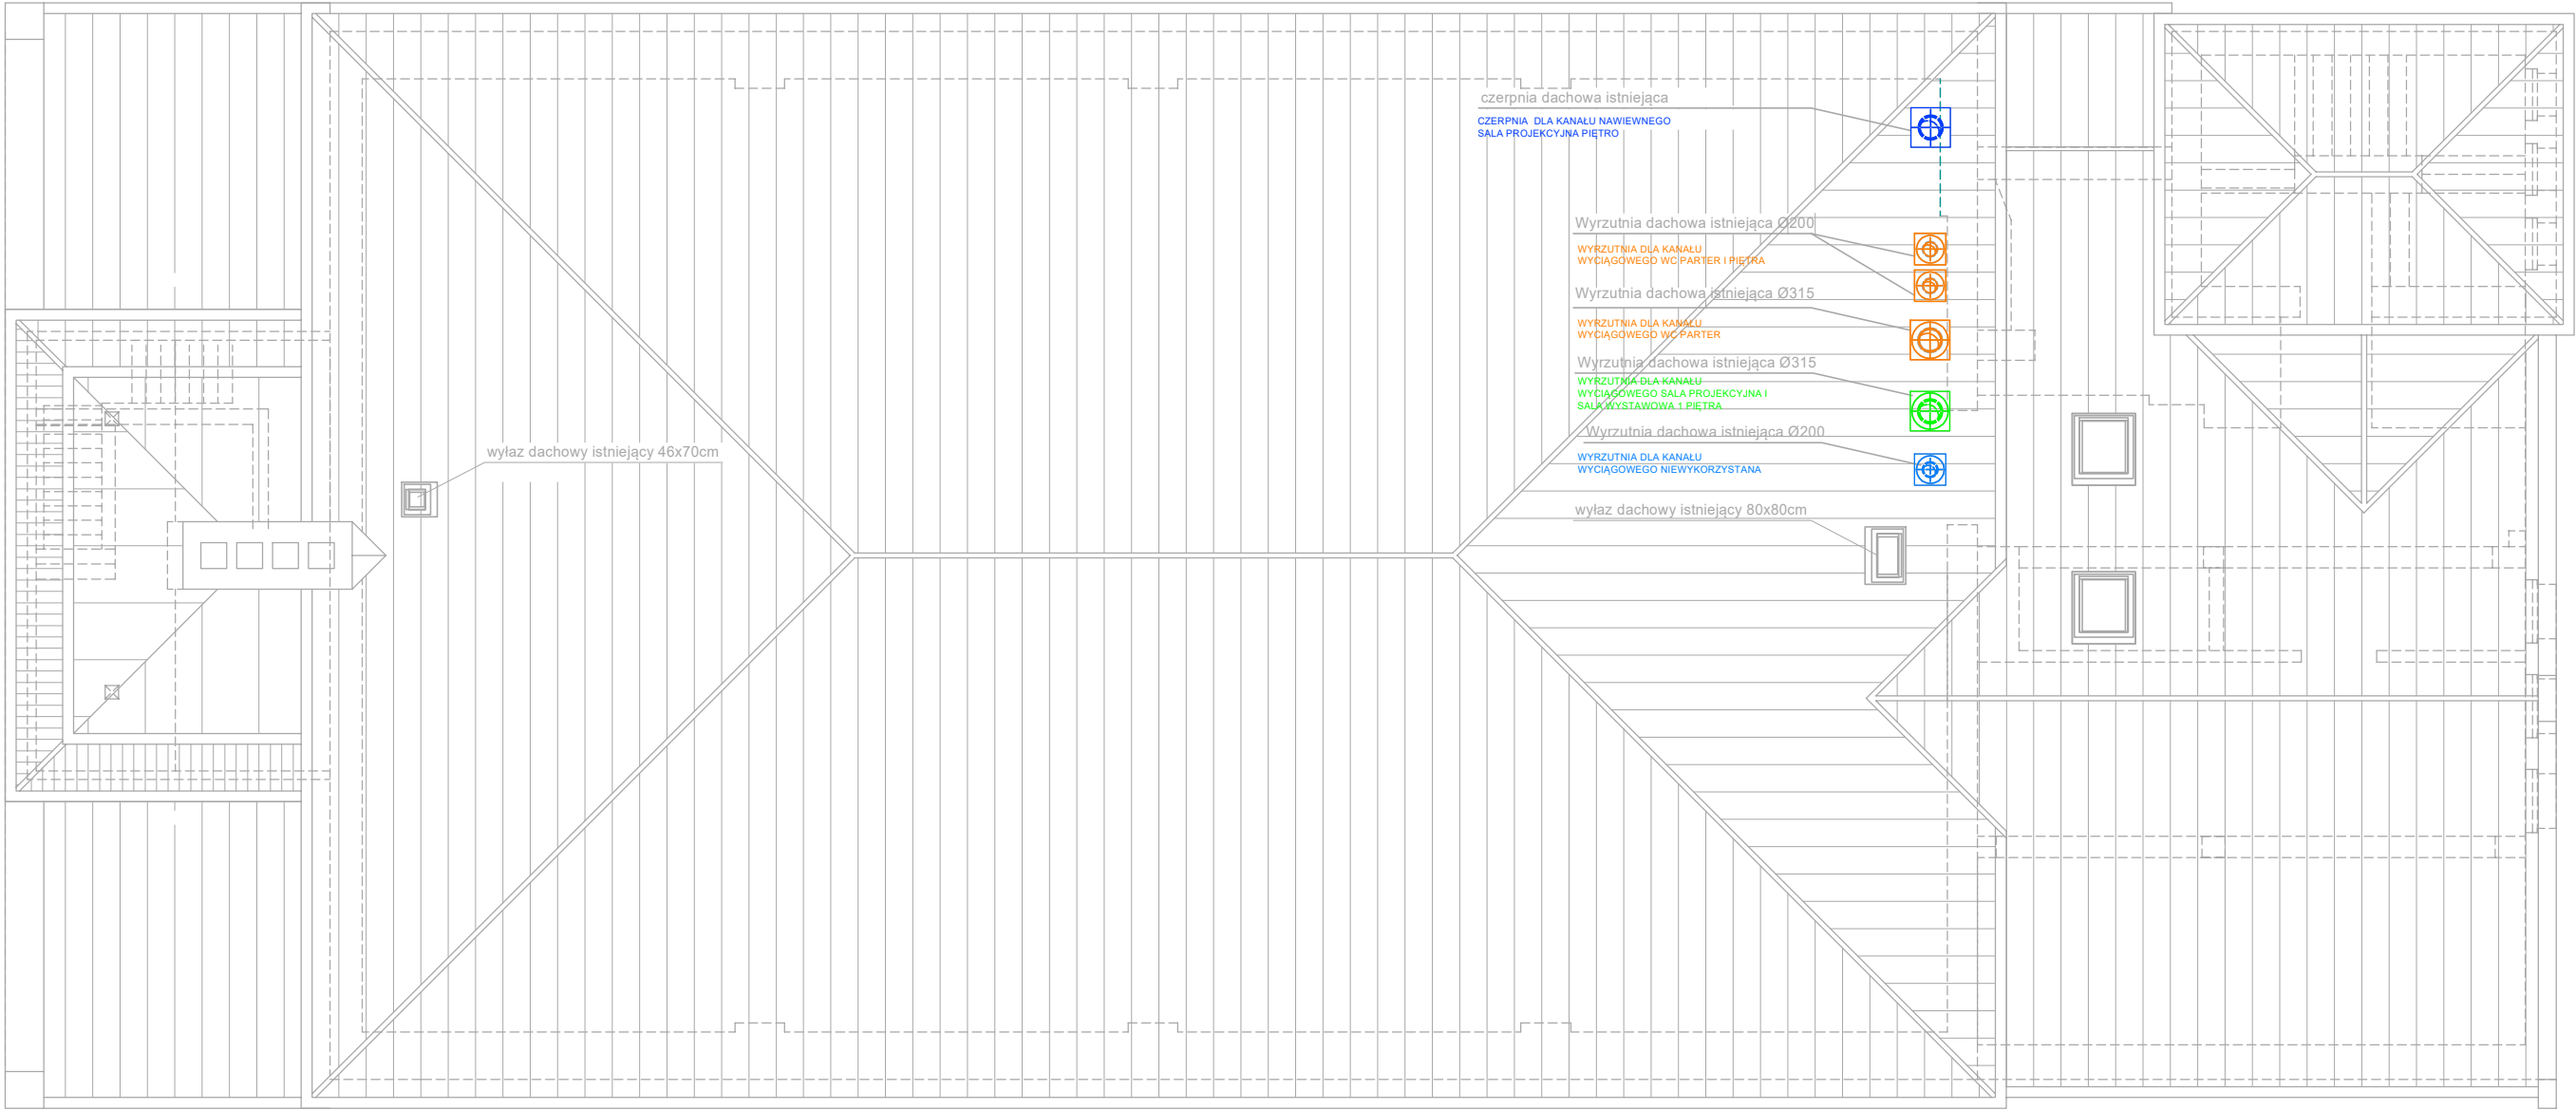 czerpnia dachowa istniejąca
CZERPNIA DLA KANAŁU NAWIEWNEGO
SALA PROJEKCYJNA PIĘTRO
Wyrzutnia dachowa istniejąca Ø200
WYRZUTNIA DLA KANAŁU
WYCIĄGOWEGO WC PARTER I PIĘTRA
Wyrzutnia dachowa istniejąca Ø315
WYRZUTNIA DLA KANAŁU
WYCIĄGOWEGO WC PARTER
Wyrzutnia dachowa istniejąca Ø315
WYRZUTNIA DLA KANAŁU
WYCIĄGOWEGO SALA PROJEKCYJNA I
SALA WYSTAWOWA 1 PIĘTRA
Wyrzutnia dachowa istniejąca Ø200
wyłaz dachowy istniejący 46x70cm
WYRZUTNIA DLA KANAŁU
WYCIĄGOWEGO NIEWYKORZYSTANA
wyłaz dachowy istniejący 80x80cm